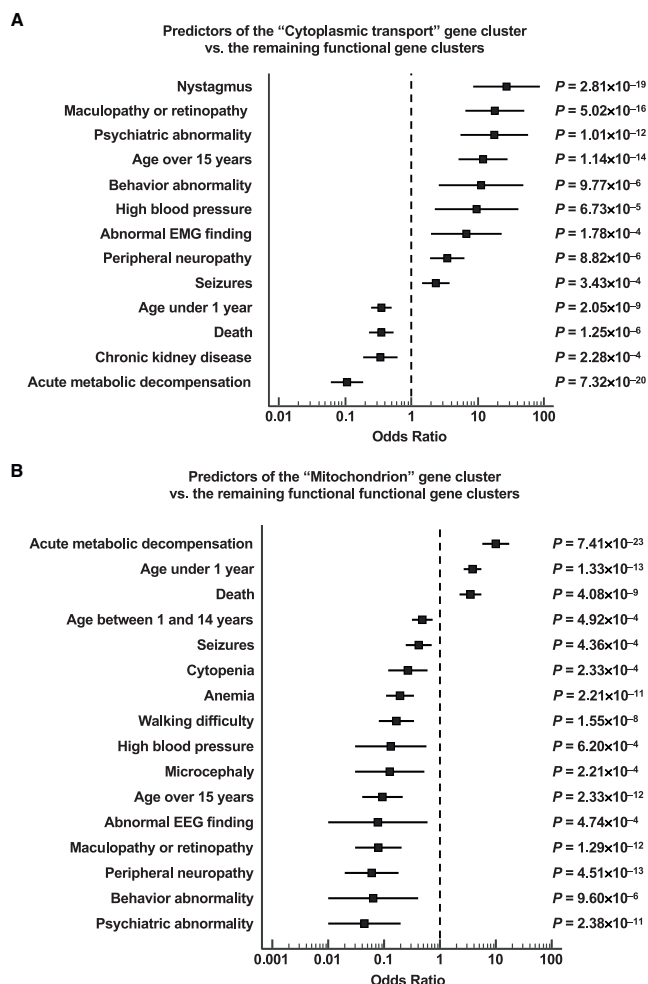 A
Predictors of the “Cytoplasmic transport” gene cluster
vs. the remaining functional gene clusters
Nystagmus P = 2.81×10–19
Maculopathy or retinopathy P = 5.02×10–16
Psychiatric abnormality P = 1.01×10–12
Age over 15 years P = 1.14×10–14
Behavior abnormality P = 9.77×10–6
High blood pressure P = 6.73×10–5
Abnormal EMG finding P = 1.78×10–4
Peripheral neuropathy P = 8.82×10–6
Seizures P = 3.43×10–4
Age under 1 year P = 2.05×10–9
Death P = 1.25×10–6
Chronic kidney disease P = 2.28×10–4
Acute metabolic decompensation P = 7.32×10–20
0.01 0.1 1 10 100
Odds Ratio
B
Predictors of the “Mitochondrion” gene cluster
vs. the remaining functional functional gene clusters
Acute metabolic decompensation P = 7.41×10–23
Age under 1 year P = 1.33×10–13
Death P = 4.08×10–9
Age between 1 and 14 years P = 4.92×10–4
Seizures P = 4.36×10–4
Cytopenia P = 2.33×10–4
Anemia P = 2.21×10–11
Walking difficulty P = 1.55×10–8
High blood pressure P = 6.20×10–4
Microcephaly P = 2.21×10–4
Age over 15 years P = 2.33×10–12
Abnormal EEG finding P = 4.74×10–4
Maculopathy or retinopathy P = 1.29×10–12
Peripheral neuropathy P = 4.51×10–13
Behavior abnormality P = 9.60×10–6
Psychiatric abnormality P = 2.38×10–11
0.001 0.01 0.1 1 10 100
Odds Ratio